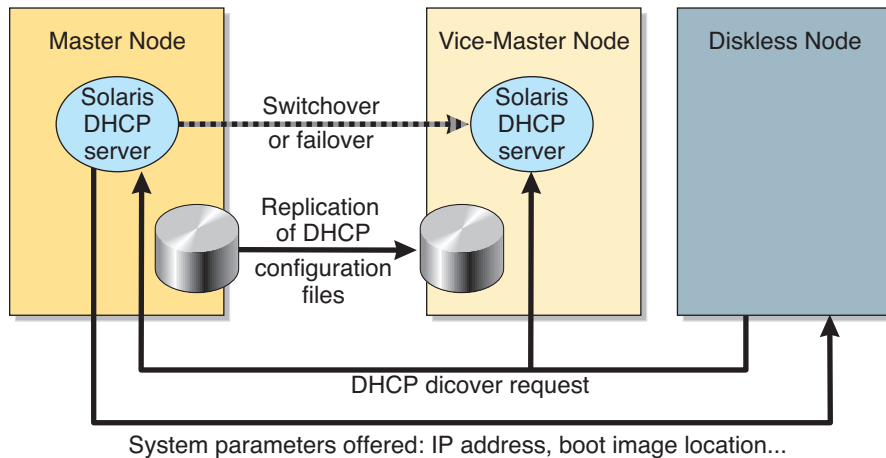 Master Node
Vice-Master Node
Diskless Node
Solaris
DHCP
server
Switchover
or failover
Solaris
DHCP
server
Replication
of DHCP
configuration
files
DHCP dicover request
System parameters offered: IP address, boot image location...